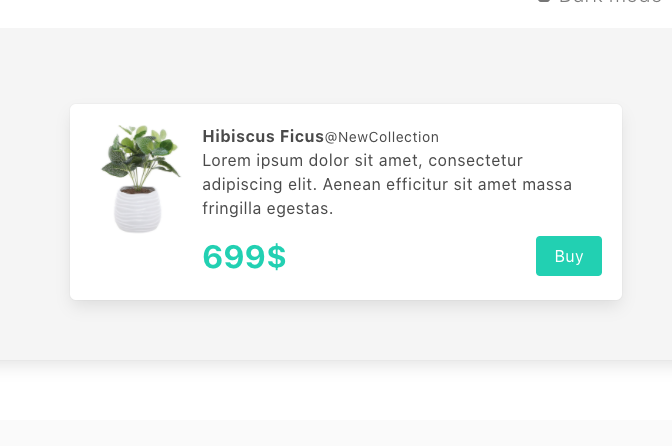 Dark mode
Hibiscus Ficus@NewCollection
Lorem ipsum dolor sit amet, consectetur
adipiscing elit. Aenean efficitur sit amet massa
fringilla egestas.
699$
Buy